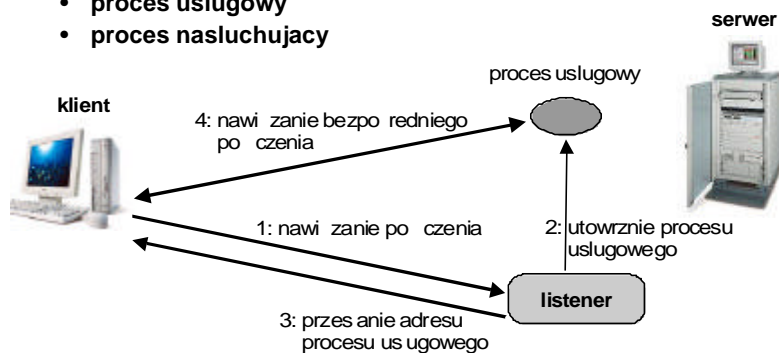 • proces uslugowy
• proces nasluchujacy
serwer
proces uslugowy
klient
4: nawi zanie bezpo redniego
po czenia
1: nawi zanie po czenia
2: utowrznie procesu
uslugowego
listener
3: przes anie adresu
procesu us ugowego